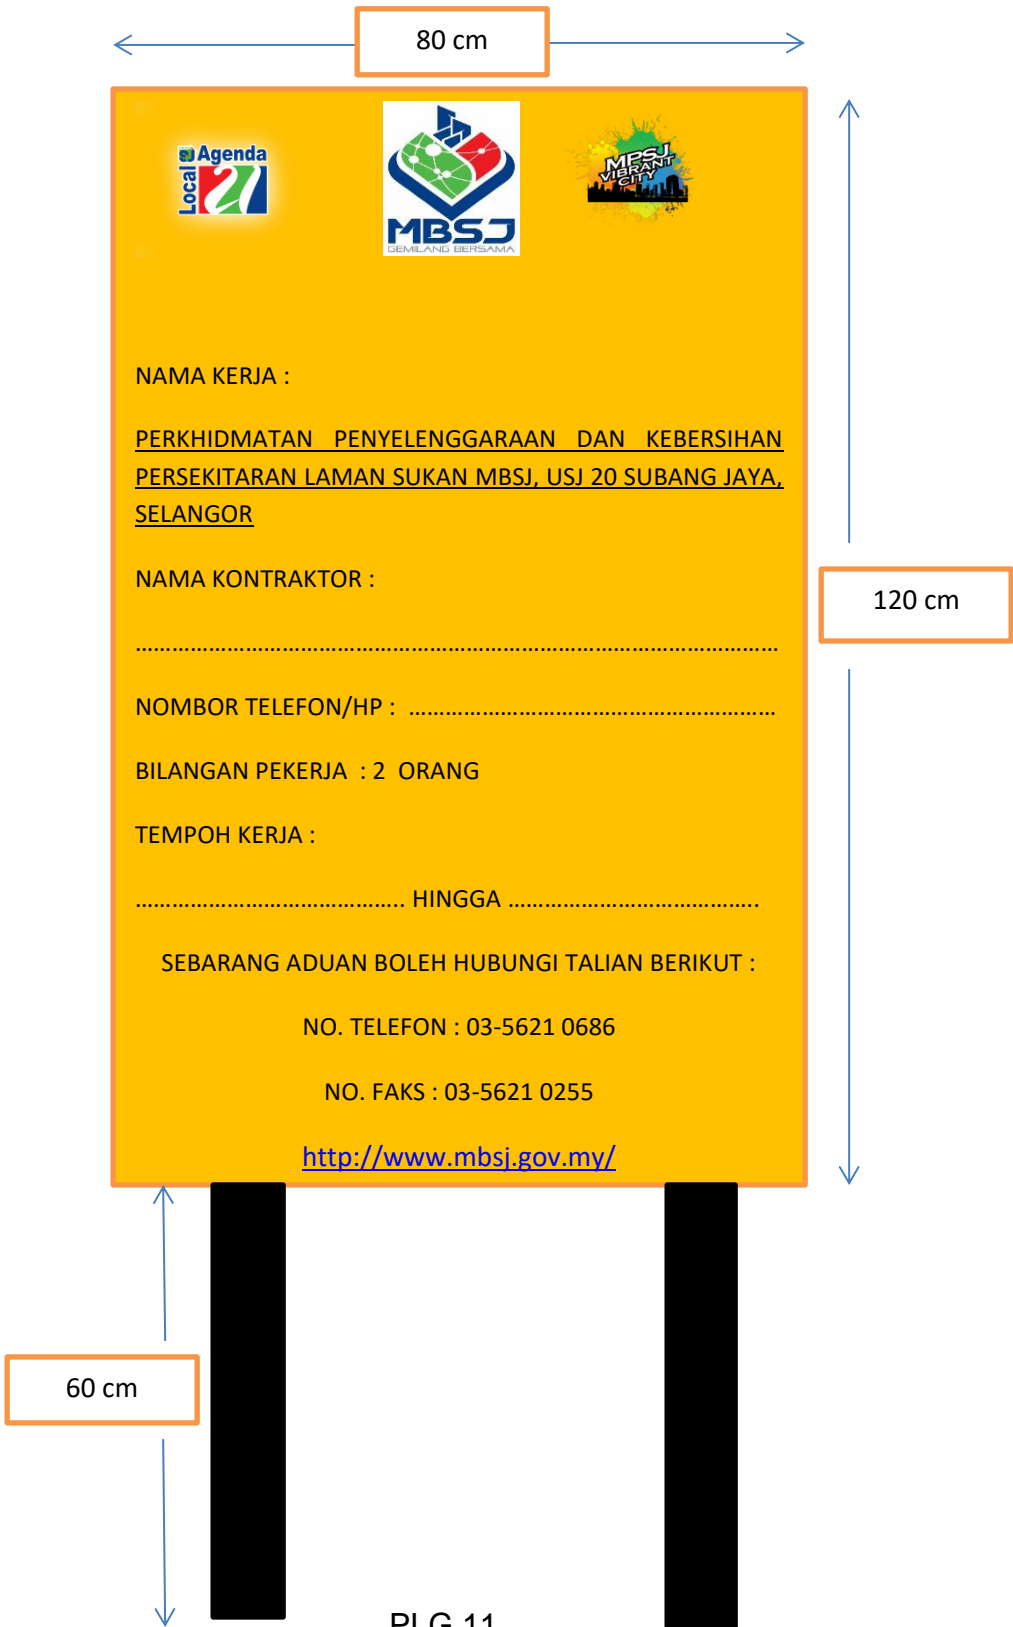 80 cm
Local Agenda 21
MBSJ
GEMILANG BERSAMA
MPSJ
VIBRANT
CITY
NAMA KERJA :
PERKHIDMATAN PENYELENGGARAAN DAN KEBERSIHAN
PERSEKITARAN LAMAN SUKAN MBSJ, USJ 20 SUBANG JAYA,
SELANGOR
NAMA KONTRAKTOR :
120 cm
……………………………………………………………………………………………
NOMBOR TELEFON/HP : ……………………………………………………
BILANGAN PEKERJA : 2 ORANG
TEMPOH KERJA :
…………………………………….. HINGGA …………………………………..
SEBARANG ADUAN BOLEH HUBUNGI TALIAN BERIKUT :
NO. TELEFON : 03-5621 0686
NO. FAKS : 03-5621 0255
http://www.mbsj.gov.my/
60 cm
PLG 11